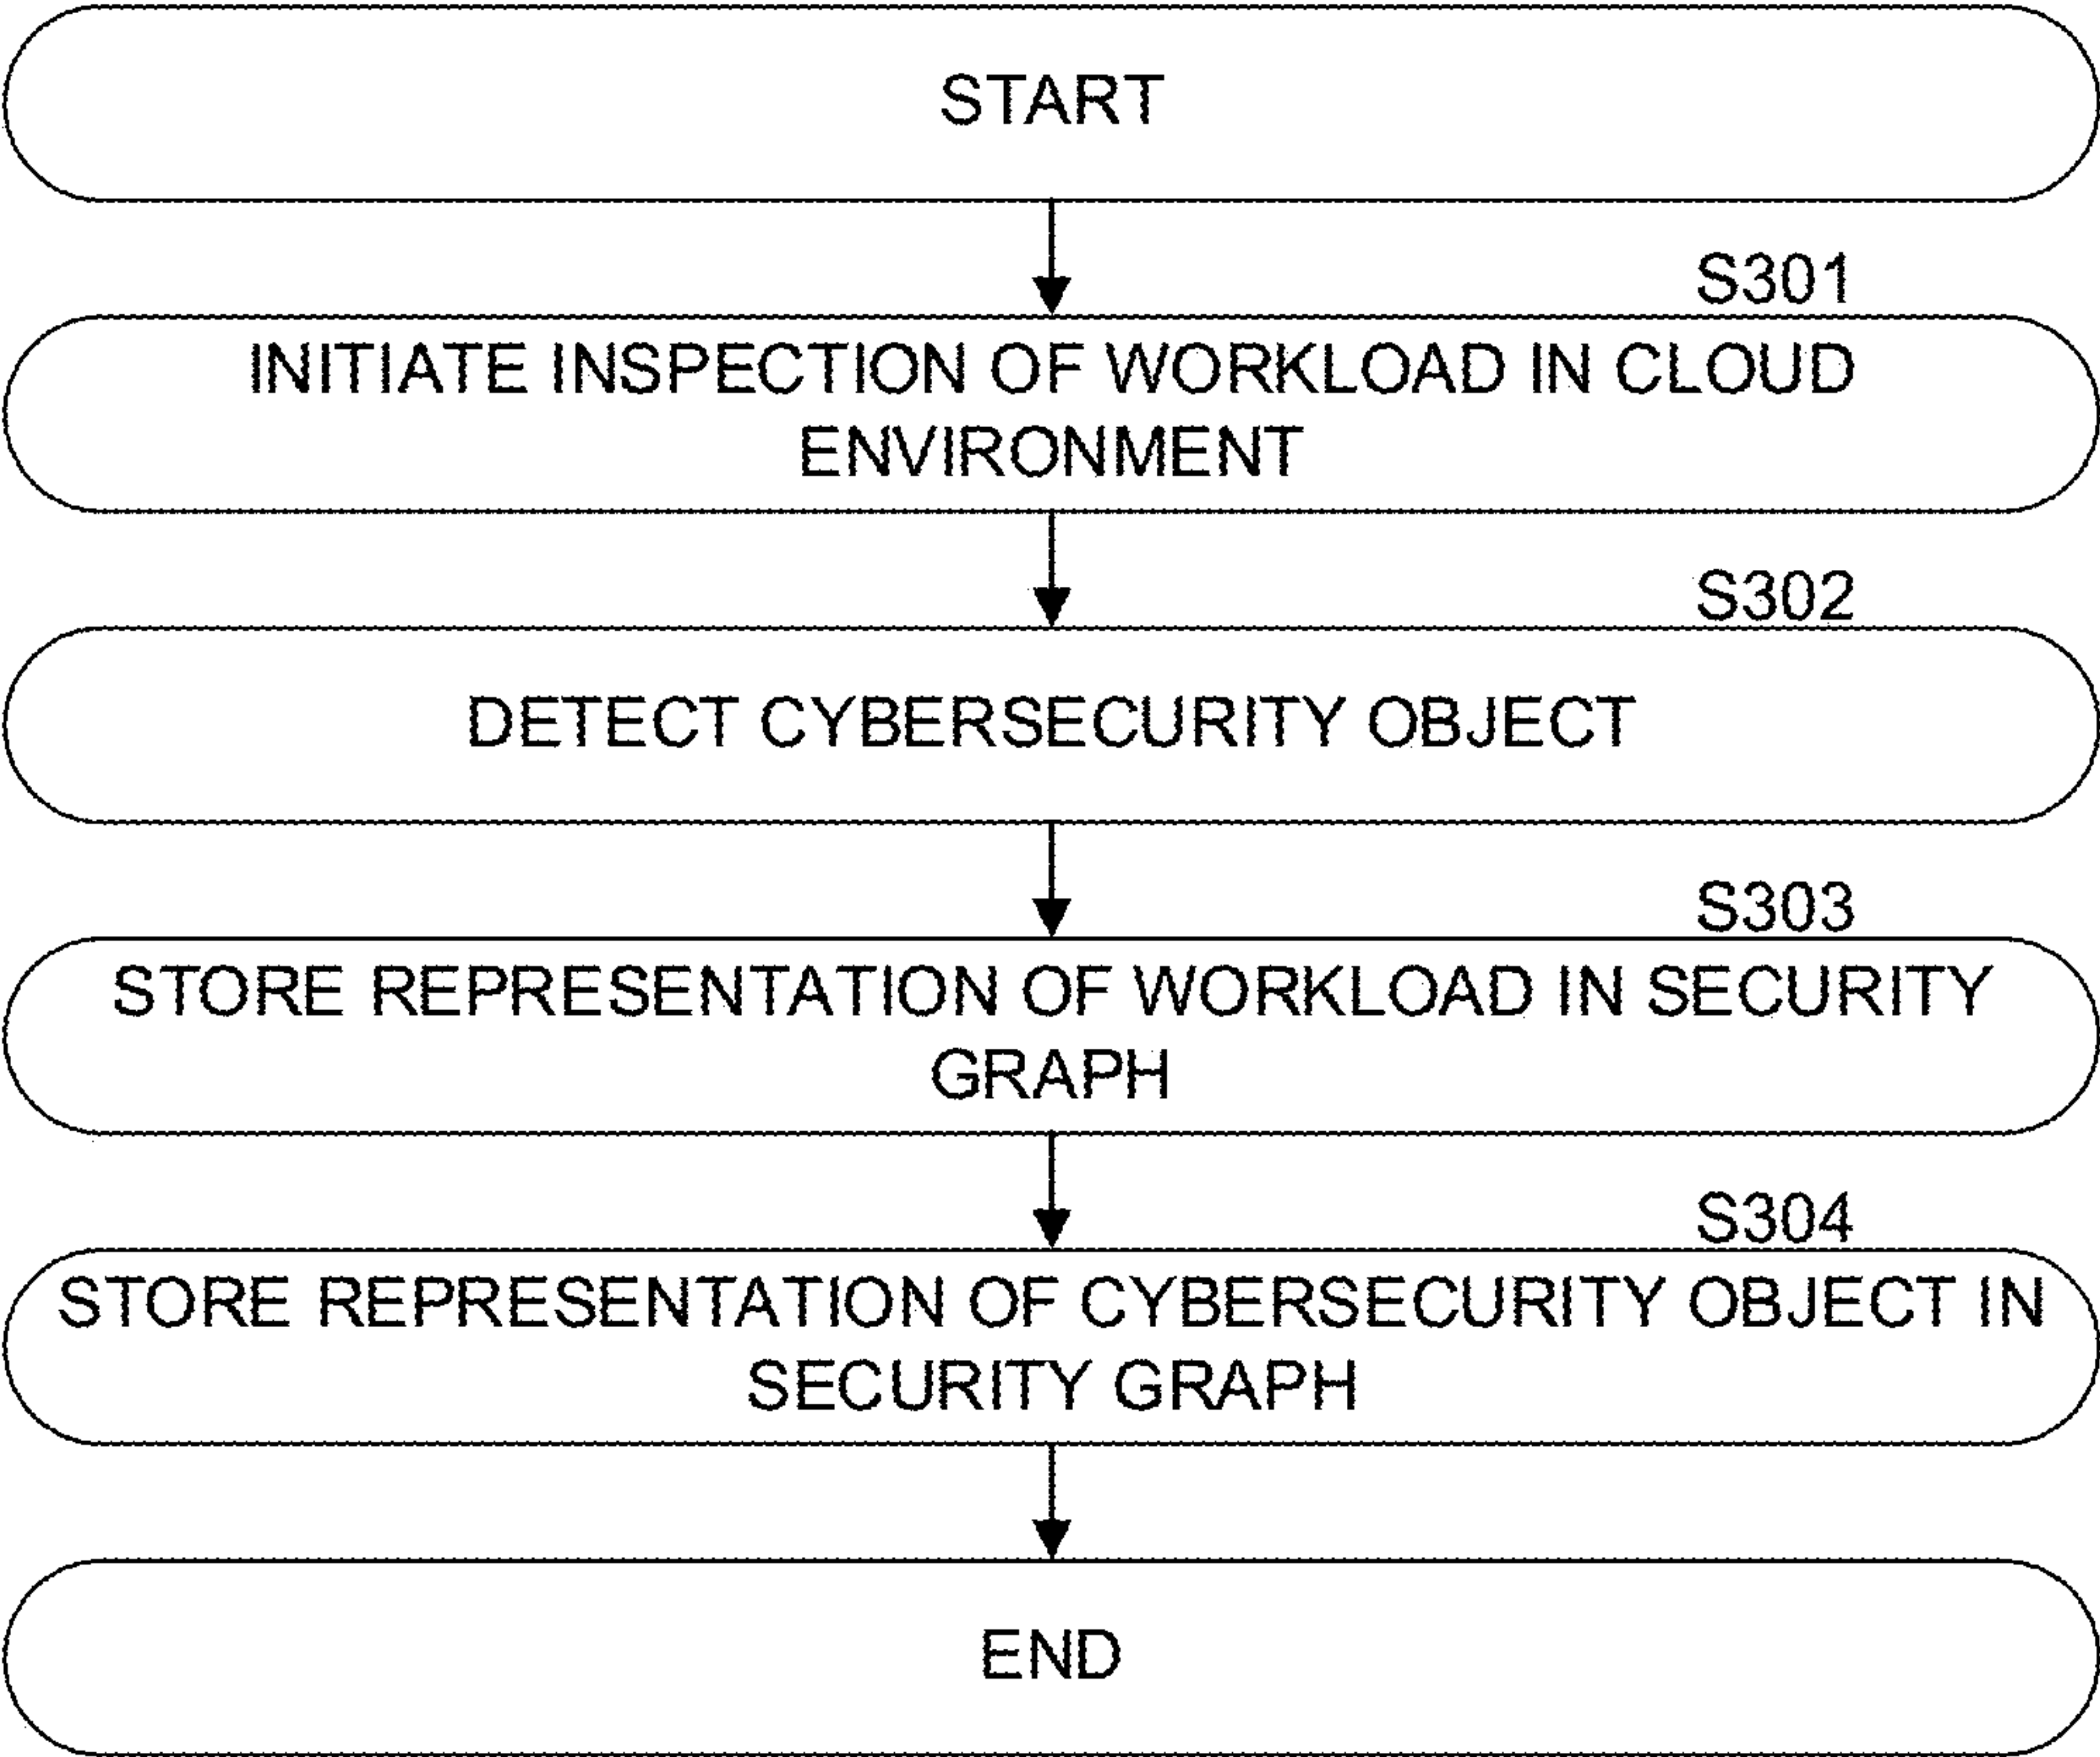 START
S301
INITIATE INSPECTION OF WORKLOAD IN CLOUD
ENVIRONMENT
S302
DETECT CYBERSECURITY OBJECT
S303
STORE REPRESENTATION OF WORKLOAD IN SECURITY
GRAPH
S304
STORE REPRESENTATION OF CYBERSECURITY OBJECT IN
SECURITY GRAPH
END